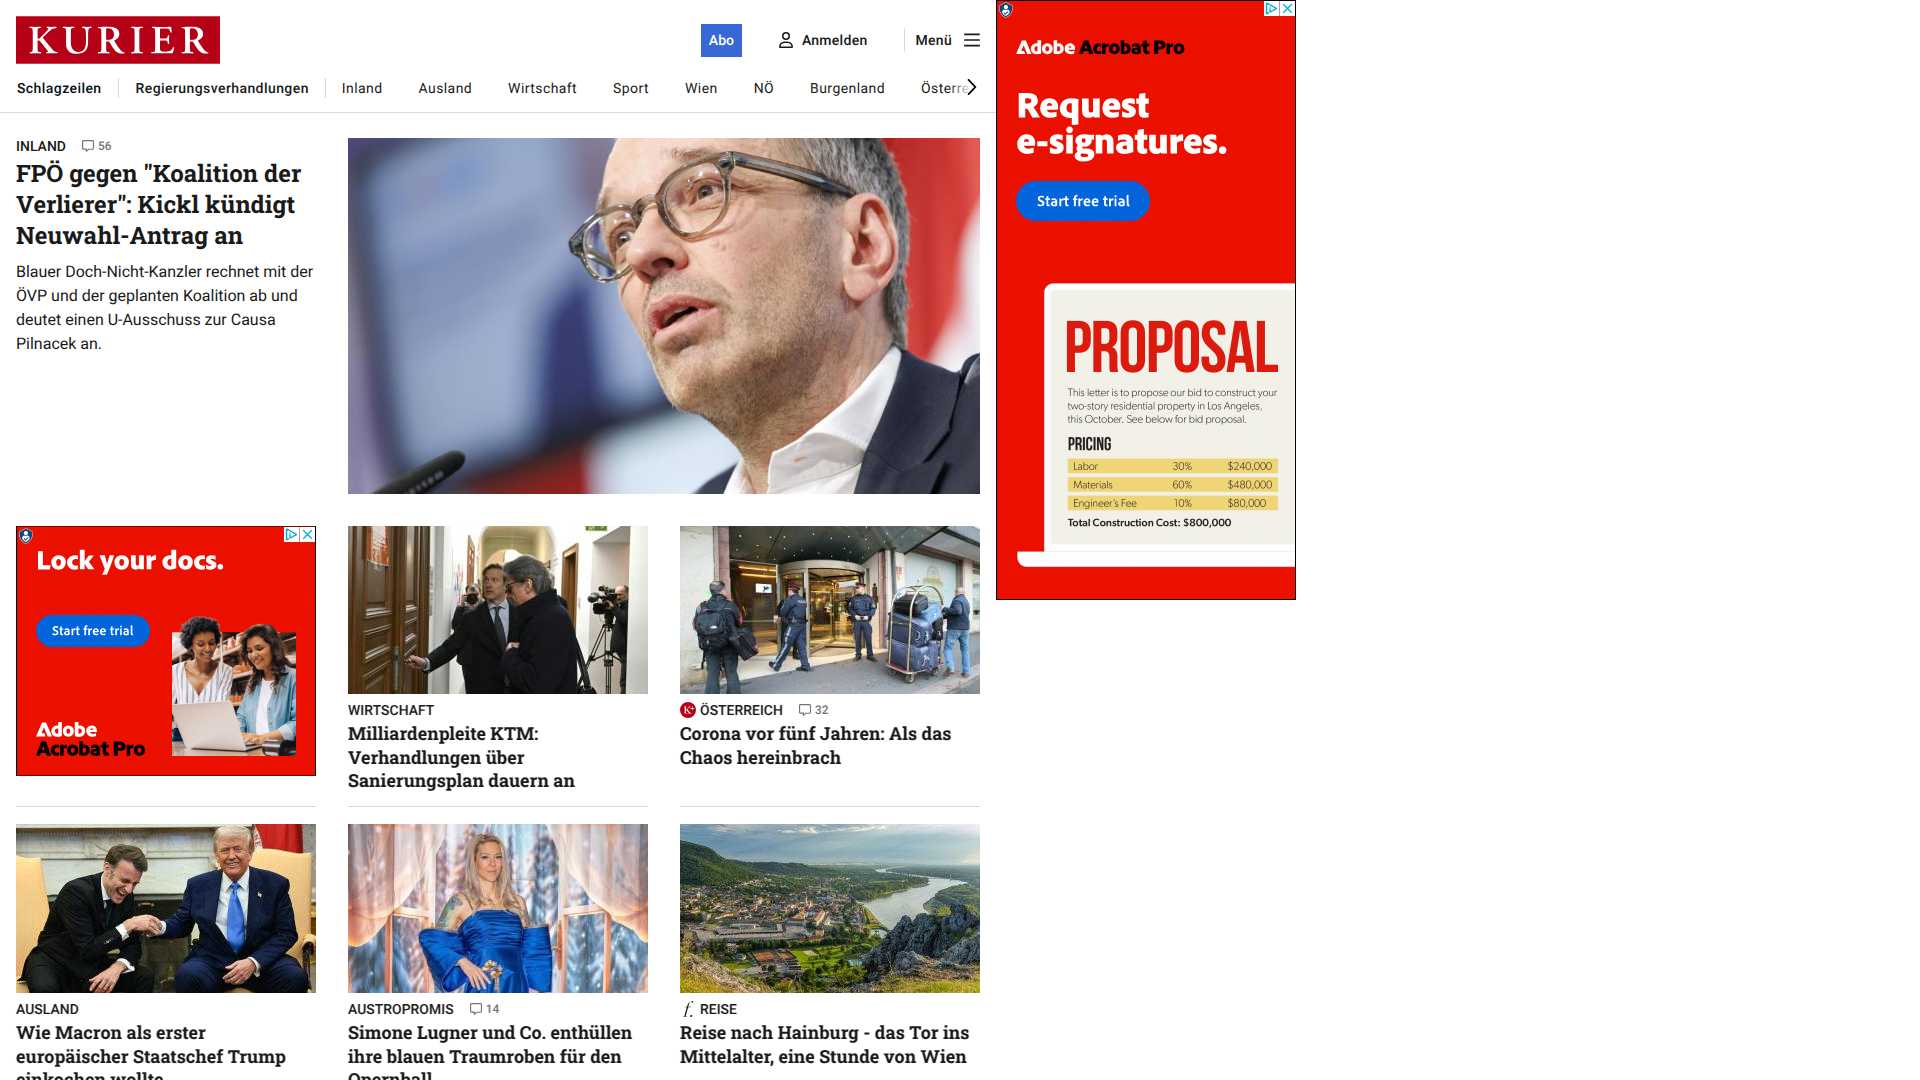 KURIER
Abo
Anmelden
Menü
Schlagzeilen
Regierungsverhandlungen
Inland
Ausland
Wirtschaft
Sport
Wien
NÖ
Burgenland
Österre
INLAND 56
FPÖ gegen "Koalition der
Verlierer": Kickl kündigt
Neuwahl-Antrag an
Blauer Doch-Nicht-Kanzler rechnet mit der
ÖVP und der geplanten Koalition ab und
deutet einen U-Ausschuss zur Causa
Pilnacek an.
Adobe Acrobat Pro
Request
e-signatures.
Start free trial
PROPOSAL
This letter is to propose our bid to construct your
two-story residential property in Los Angeles,
this October. See below for bid proposal.
PRICING
Labor 30% $240,000
Materials 60% $480,000
Engineer's Fee 10% $80,000
Total Construction Cost: $800,000
Lock your docs.
Start free trial
Adobe
Acrobat Pro
WIRTSCHAFT
Milliardenpleite KTM:
Verhandlungen über
Sanierungsplan dauern an
K+ ÖSTERREICH 32
Corona vor fünf Jahren: Als das
Chaos hereinbrach
AUSLAND
Wie Macron als erster
europäischer Staatschef Trump
einkochen wollte
AUSTROPROMIS 14
Simone Lugner und Co. enthüllen
ihre blauen Traumroben für den
Opernball
f. REISE
Reise nach Hainburg - das Tor ins
Mittelalter, eine Stunde von Wien